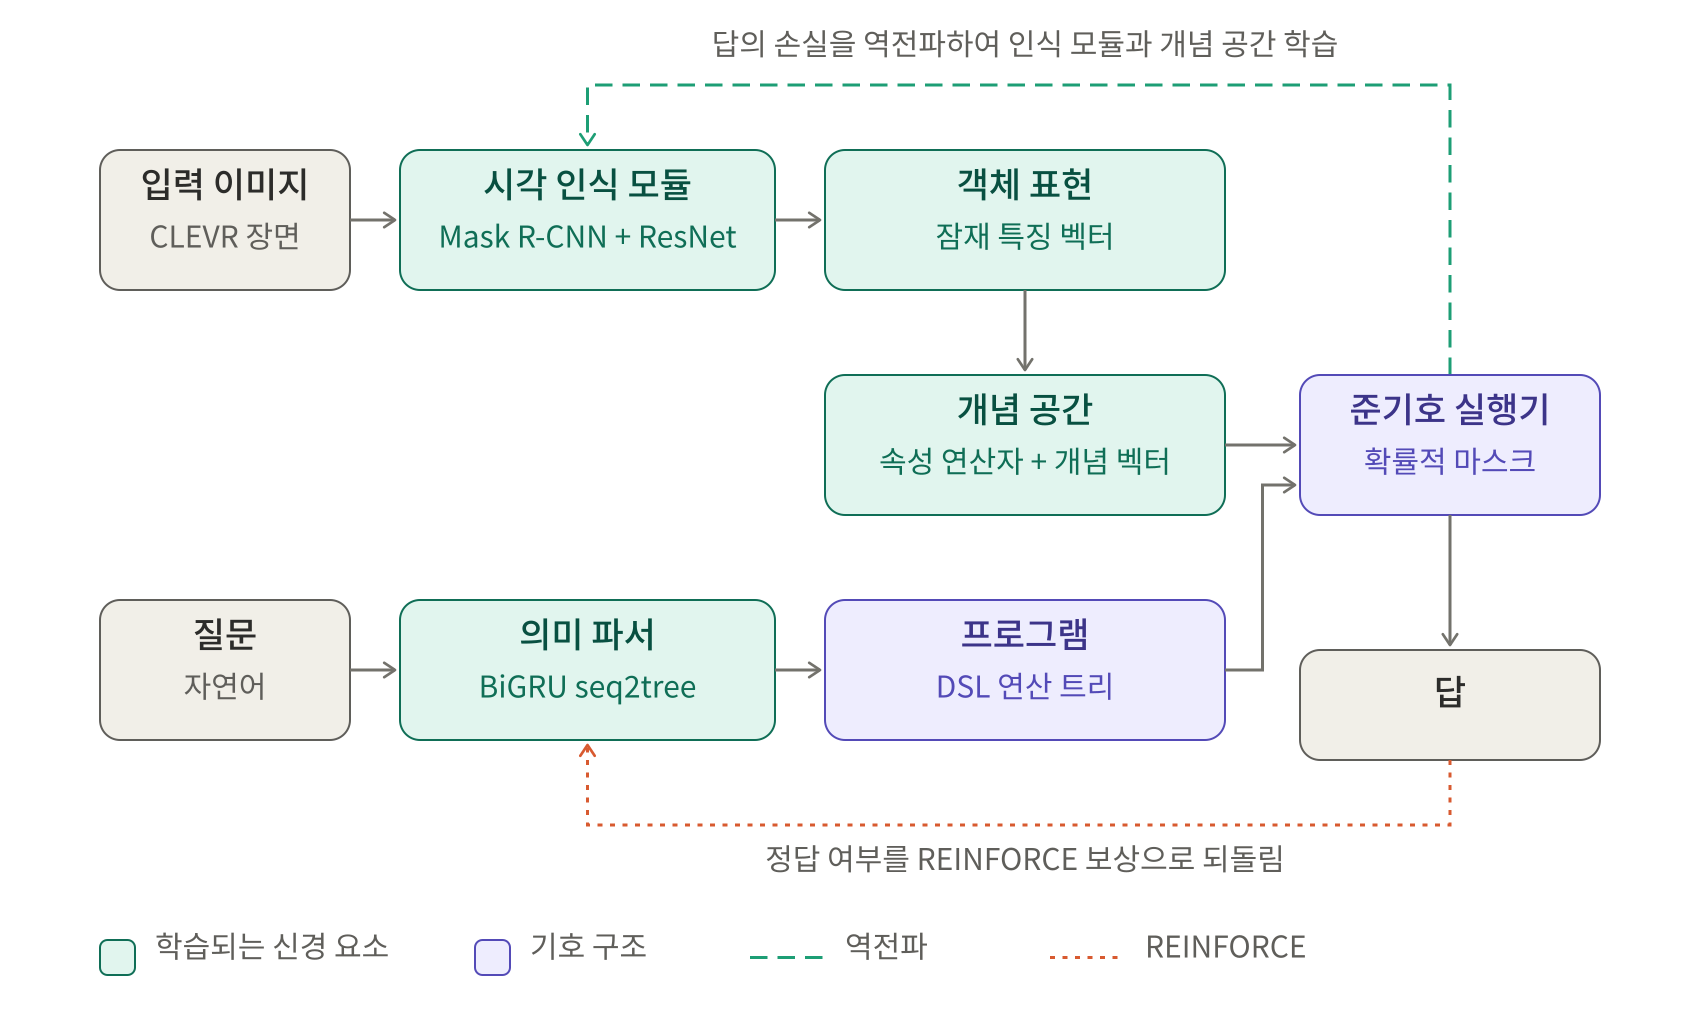 답의 손실을 역전파하여 인식 모듈과 개념 공간 학습
입력 이미지
CLEVR 장면
시각 인식 모듈
Mask R-CNN + ResNet
객체 표현
잠재 특징 벡터
개념 공간
속성 연산자 + 개념 벡터
준기호 실행기
확률적 마스크
질문
자연어
의미 파서
BiGRU seq2tree
프로그램
DSL 연산 트리
답
정답 여부를 REINFORCE 보상으로 되돌림
학습되는 신경 요소
기호 구조
역전파
REINFORCE